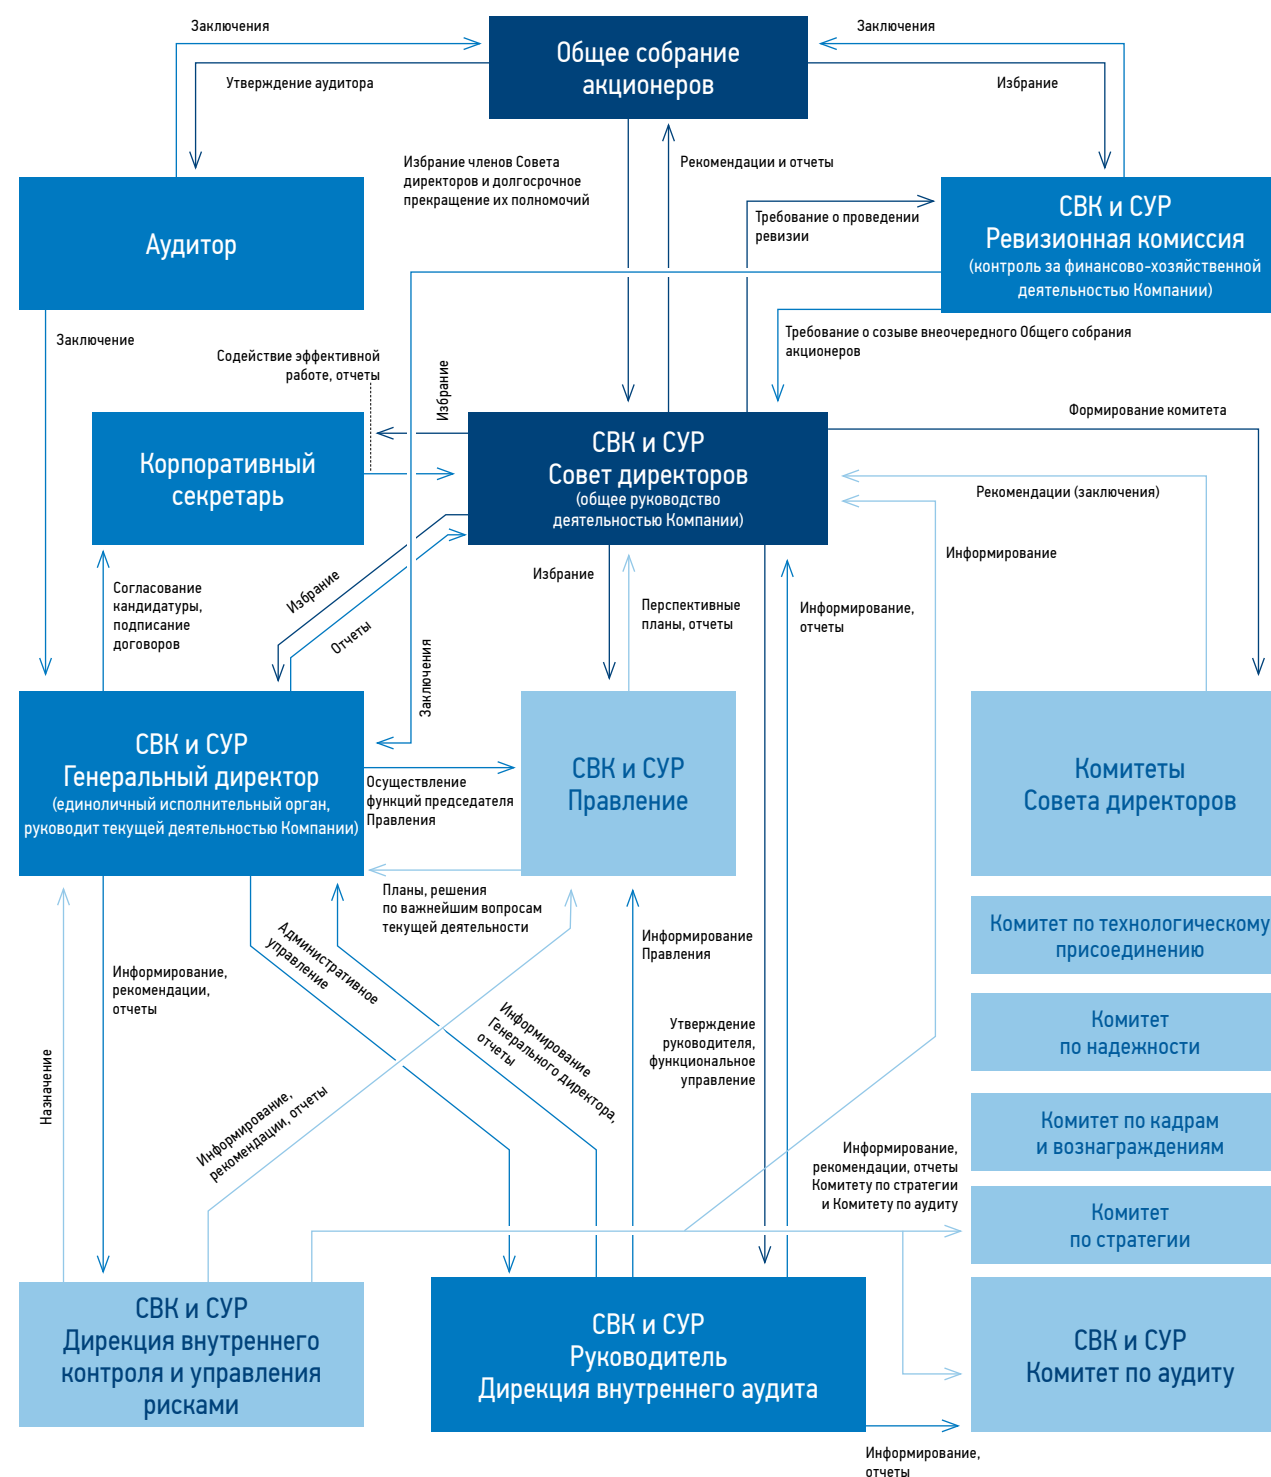 Заключения
Заключения
Общее собрание
акционеров
Утверждение аудитора
Избрание
Избрание членов Совета
директоров и долгосрочное
прекращение их полномочий
Рекомендации и отчеты
Требование о проведении
ревизии
Аудитор
СВК и СУР
Ревизионная комиссия
(контроль за финансово-хозяйственной
деятельностью Компании)
Заключение
Содействие эффективной
работе, отчеты
Избрание
Требование о созыве внеочередного Общего собрания
акционеров
Формирование комитета
Корпоративный
секретарь
СВК и СУР
Совет директоров
(общее руководство
деятельностью Компании)
Рекомендации (заключения)
Информирование
Согласование
кандидатуры,
подписание
договоров
Избрание
Отчеты
Заключения
Избрание
Перспективные
планы, отчеты
Информирование,
отчеты
СВК и СУР
Генеральный директор
(единоличный исполнительный орган,
руководит текущей деятельностью Компании)
Осуществление
функций председателя
Правления
СВК и СУР
Правление
Комитеты
Совета директоров
Планы, решения
по важнейшим вопросам
текущей деятельности
Комитет по технологическому
присоединению
Информирование,
рекомендации,
отчеты
Административное
управление
Информирование
Правления
Назначение
Информирование
Генерального директора,
отчеты
Утверждение
руководителя,
функциональное
управление
Комитет
по надежности
Информирование,
рекомендации, отчеты
Комитет по кадрам
и вознаграждениям
Информирование,
рекомендации, отчеты
Комитету по стратегии
и Комитету по аудиту
Комитет
по стратегии
СВК и СУР
Дирекция внутреннего
контроля и управления
рисками
СВК и СУР
Руководитель
Дирекция внутреннего аудита
СВК и СУР
Комитет по аудиту
Информирование,
отчеты